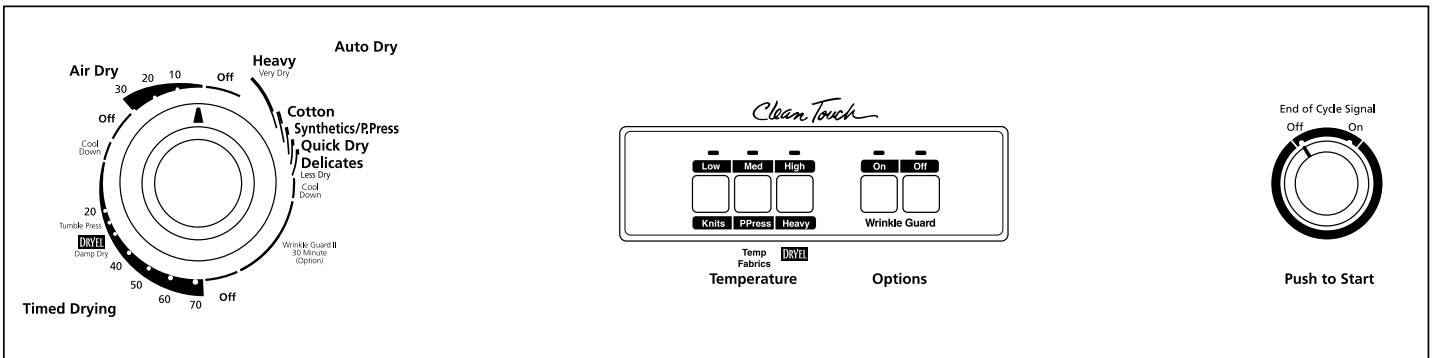 Auto Dry
Heavy
Very Dry
Cotton
Synthetics/P.Press
Quick Dry
Delicates
Less Dry
Cool
Down
Wrinkle Guard II
30 Minute
(Option)
Off
Air Dry
30
20
10
Off
Off
Cool
Down
20
Tumble Press
DRYEL
Damp Dry
40
50
60
70
Timed Drying
Clean Touch
Low
Med
High
On
Off
Knits
PPress
Heavy
Wrinkle Guard
Temp
Fabrics
DRYEL
Temperature
Options
End of Cycle Signal
Off
On
Push to Start